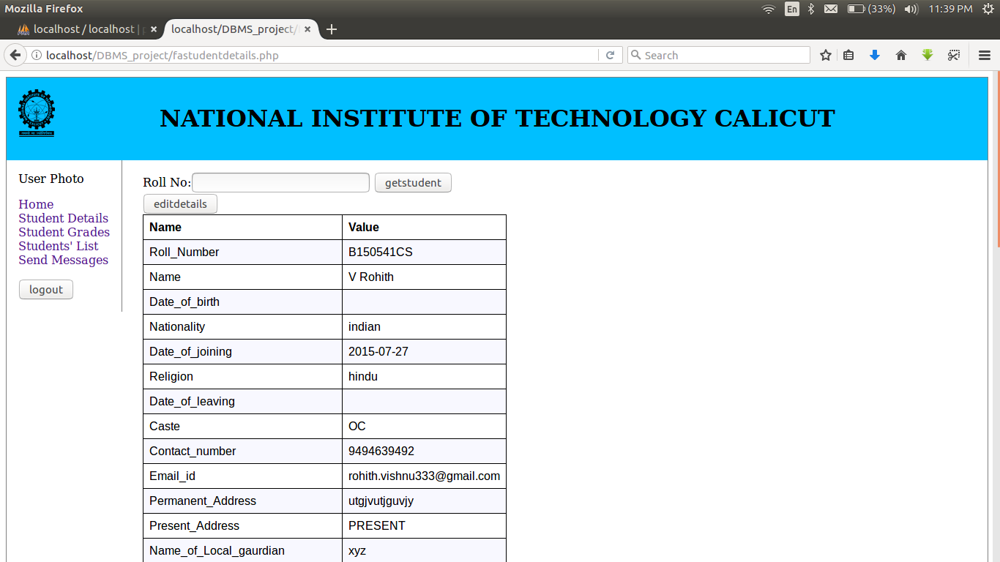 Mozilla Firefox
En
(33%)
11:39 PM
localhost / localhost |
localhost/DBMS_project/
localhost/DBMS_project/fastudentdetails.php
Search
NATIONAL INSTITUTE OF TECHNOLOGY CALICUT
User Photo
Home
Student Details
Student Grades
Students' List
Send Messages
logout
Roll No:
getstudent
editdetails
Name Value
Roll_Number B150541CS
Name V Rohith
Date_of_birth
Nationality indian
Date_of_joining 2015-07-27
Religion hindu
Date_of_leaving
Caste OC
Contact_number 9494639492
Email_id rohith.vishnu333@gmail.com
Permanent_Address utgjvutjguvjy
Present_Address PRESENT
Name_of_Local_gaurdian xyz